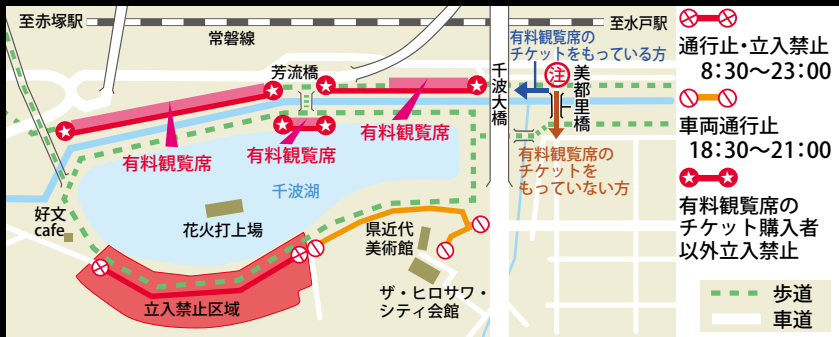 至赤塚駅
常磐線
至水戸駅
芳流橋
千波大橋
有料観覧席の
チケットをもっている方
注
美都里橋
有料観覧席
有料観覧席
有料観覧席
有料観覧席の
チケットを
もっていない方
千波湖
好文
cafe
花火打上場
県近代
美術館
立入禁止区域
ザ・ヒロサワ・
シティ会館
通行止・立入禁止
8:30～23:00
車両通行止
18:30～21:00
有料観覧席の
チケット購入者
以外立入禁止
歩道
車道